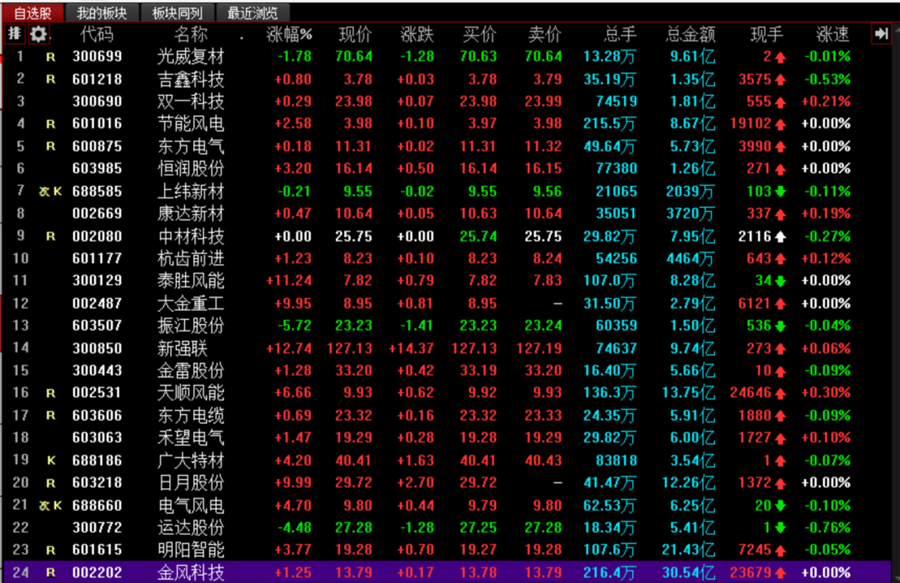 自选股 我的板块 板块同列 最近浏览
排 代码 名称 . 涨幅% 现价 涨跌 买价 卖价 总手 总金额 现手 涨速
1 R 300699 光威复材 -1.78 70.64 -1.28 70.63 70.64 13.28万 9.61亿 2 -0.01%
2 R 601218 吉鑫科技 +0.80 3.78 +0.03 3.78 3.79 35.19万 1.35亿 3575 -0.53%
3 300690 双一科技 +0.29 23.98 +0.07 23.98 23.99 74519 1.81亿 555 +0.21%
4 R 601016 节能风电 +2.58 3.98 +0.10 3.97 3.98 215.5万 8.67亿 19102 +0.00%
5 R 600875 东方电气 +0.18 11.31 +0.02 11.31 11.32 49.64万 5.73亿 3990 +0.00%
6 603985 恒润股份 +3.20 16.14 +0.50 16.14 16.15 77380 1.26亿 271 +0.00%
7 次K 688585 上纬新材 -0.21 9.55 -0.02 9.55 9.56 21065 2039万 103 -0.11%
8 002669 康达新材 +0.47 10.64 +0.05 10.63 10.64 35051 3720万 337 +0.19%
9 R 002080 中材科技 +0.00 25.75 +0.00 25.74 25.75 29.82万 7.95亿 2116 -0.27%
10 601177 杭齿前进 +1.23 8.23 +0.10 8.23 8.24 54256 4464万 643 +0.12%
11 300129 泰胜风能 +11.24 7.82 +0.79 7.82 7.83 107.0万 8.28亿 34 +0.00%
12 002487 大金重工 +9.95 8.95 +0.81 8.95 — 31.50万 2.79亿 6121 +0.00%
13 603507 振江股份 -5.72 23.23 -1.41 23.23 23.24 60359 1.50亿 536 -0.04%
14 300850 新强联 +12.74 127.13 +14.37 127.13 127.19 74637 9.74亿 273 +0.06%
15 300443 金雷股份 +1.28 33.20 +0.42 33.19 33.20 16.40万 5.66亿 10 -0.09%
16 R 002531 天顺风能 +6.66 9.93 +0.62 9.92 9.93 136.3万 13.75亿 24646 +0.30%
17 R 603606 东方电缆 +0.69 23.32 +0.16 23.32 23.33 24.35万 5.91亿 1880 -0.09%
18 603063 禾望电气 +1.47 19.29 +0.28 19.28 19.29 29.82万 6.00亿 1727 +0.10%
19 K 688186 广大特材 +4.20 40.41 +1.63 40.41 40.43 83818 3.54亿 1 -0.07%
20 R 603218 日月股份 +9.99 29.72 +2.70 29.72 — 41.47万 12.26亿 1372 +0.00%
21 次K 688660 电气风电 +4.70 9.80 +0.44 9.79 9.80 62.53万 6.25亿 20 -0.10%
22 300772 运达股份 -4.48 27.28 -1.28 27.25 27.28 18.34万 5.41亿 1 -0.76%
23 R 601615 明阳智能 +3.77 19.28 +0.70 19.27 19.28 107.6万 21.43亿 7245 -0.05%
24 R 002202 金风科技 +1.25 13.79 +0.17 13.78 13.79 216.4万 30.54亿 23679 +0.00%